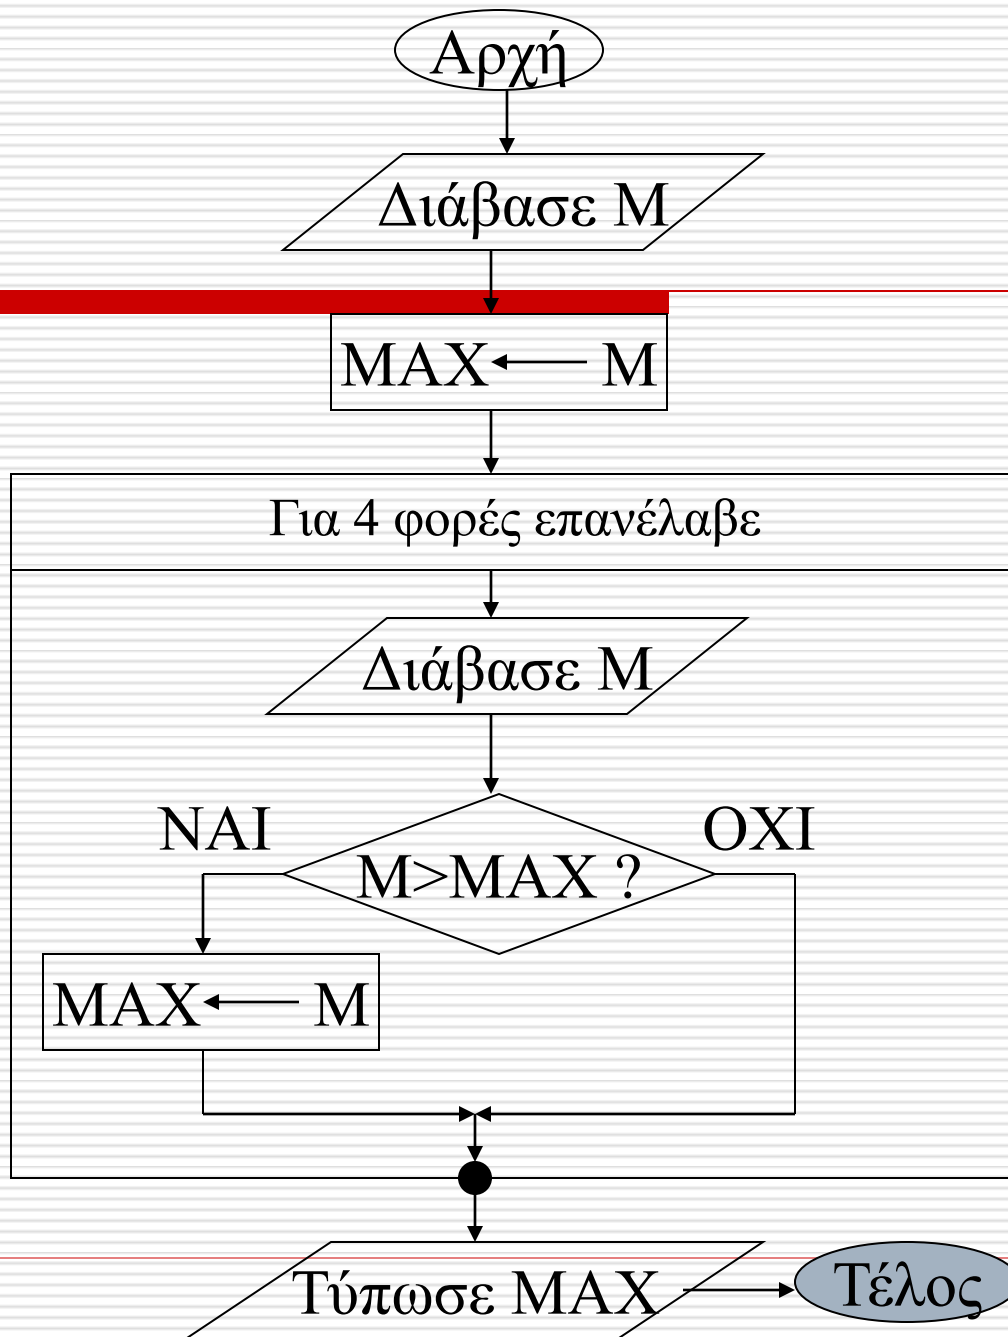 Αρχή
Διάβασε Μ
ΜΑΧ Μ
Για 4 φορές επανέλαβε
Διάβασε Μ
ΝΑΙ ΟΧΙ
Μ>ΜΑΧ ?
ΜΑΧ Μ
Τύπωσε ΜΑΧ Τέλος